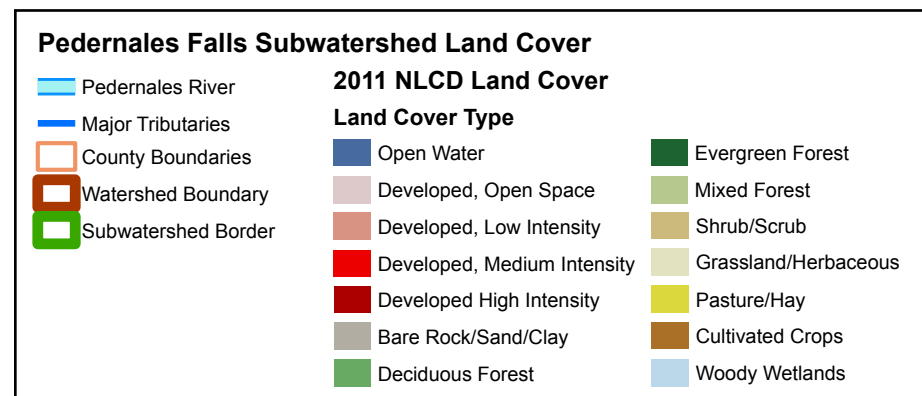 Pedernales Falls Subwatershed Land Cover
Pedernales River
Major Tributaries
County Boundaries
Watershed Boundary
Subwatershed Border
2011 NLCD Land Cover
Land Cover Type
Open Water
Developed, Open Space
Developed, Low Intensity
Developed, Medium Intensity
Developed High Intensity
Bare Rock/Sand/Clay
Deciduous Forest
Evergreen Forest
Mixed Forest
Shrub/Scrub
Grassland/Herbaceous
Pasture/Hay
Cultivated Crops
Woody Wetlands